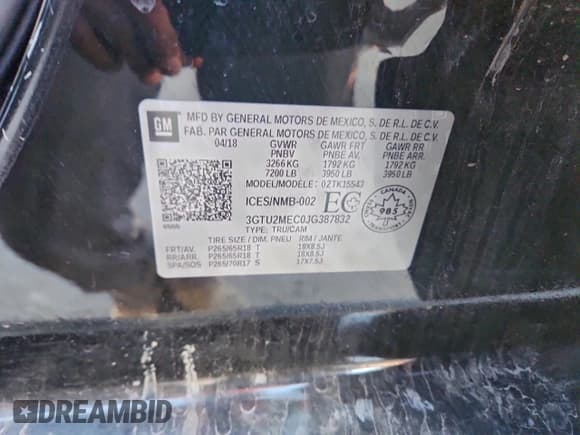 GM
MFD BY GENERAL MOTORS DE MEXICO, S. DE R.L. DE C.V.
FAB. PAR GENERAL MOTORS DE MEXICO, S. DE R.L. DE C.V.
04/18 GVWR GAWR FRT GAWR RR
PNBV PNBE AV. PNBE ARR.
3266 KG 1792 KG 1792 KG
7200 LB 3950 LB 3950 LB
MODEL/MODÈLE: 02TK15543
ICES/NMB-002 EC
CANADA
985
3GTU2MEC0JG387832
TYPE: TRU/CAM
TIRE SIZE / DIM. PNEU RIM / JANTE
FRT/AV. P265/65R18 T 18X8.5J
RR/ARR. P265/65R18 T 18X8.5J
SPA/SOS P265/70R17 S 17X7.5J
DREAMBID